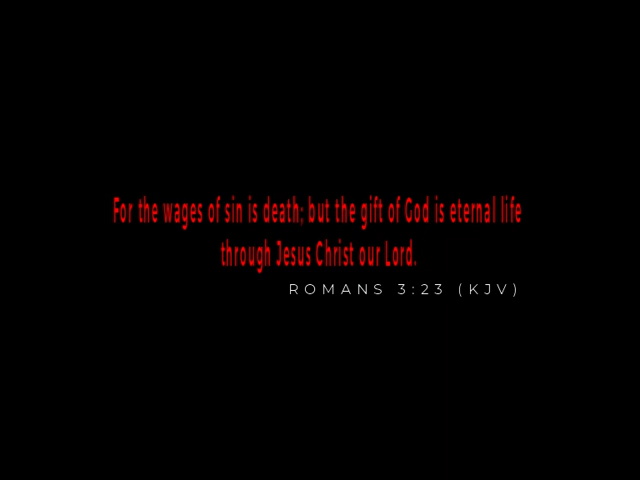 For the wages of sin is death; but the gift of God is eternal life
through Jesus Christ our Lord.
ROMANS 3:23 (KJV)